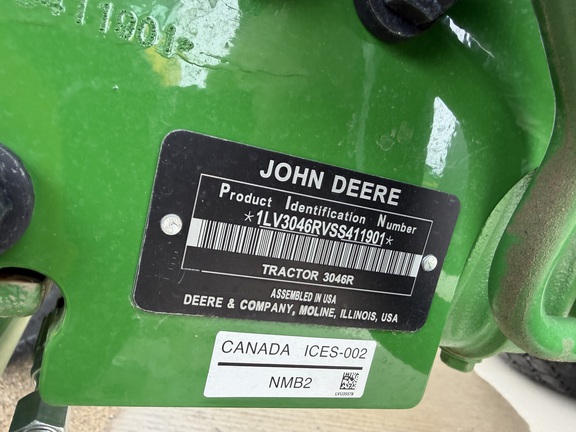 411901*
JOHN DEERE
Product Identification Number
*1LV3046RVSS411901*
TRACTOR 3046R
ASSEMBLED IN USA
DEERE & COMPANY, MOLINE, ILLINOIS, USA
CANADA ICES-002
NMB2